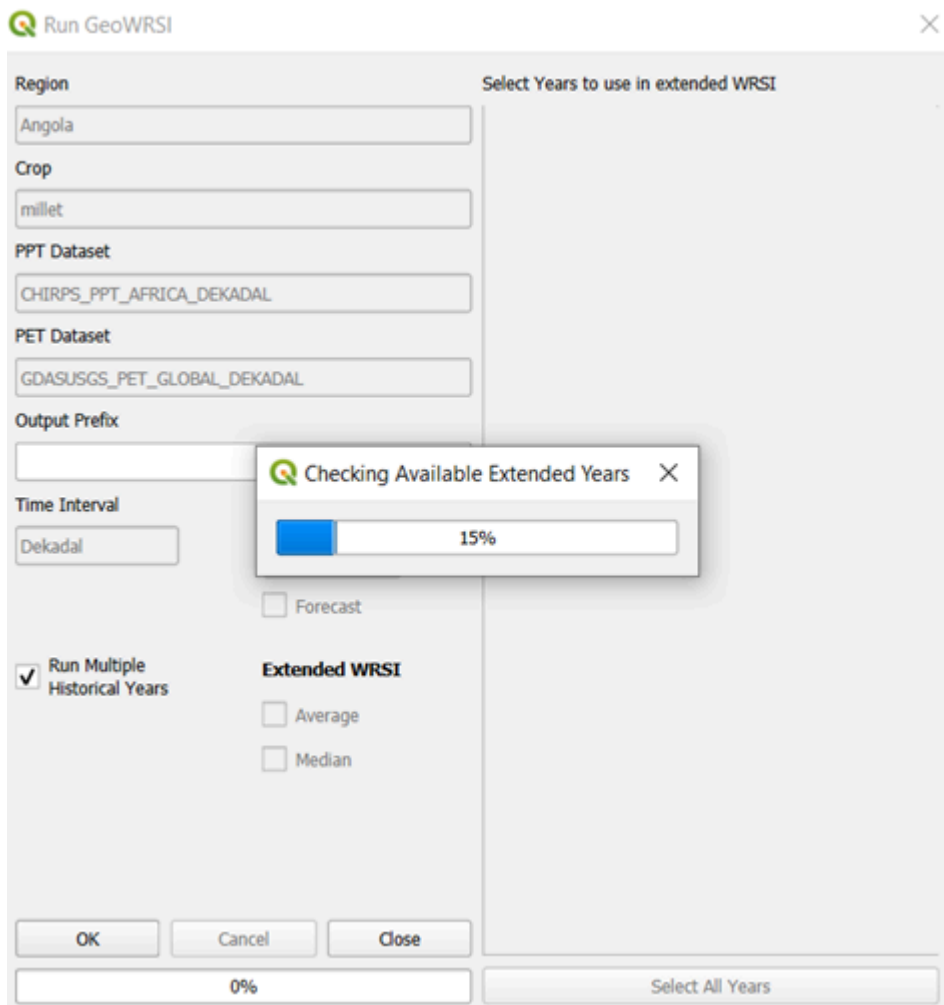 Run GeoWRSI
Region
Select Years to use in extended WRSI
Angola
Crop
millet
PPT Dataset
CHIRPS_PPT_AFRICA_DEKADAL
PET Dataset
GDASUSGS_PET_GLOBAL_DEKADAL
Output Prefix
Checking Available Extended Years
15%
Time Interval
Dekadal
Forecast
Run Multiple
Historical Years
Extended WRSI
Average
Median
OK
Cancel
Close
0%
Select All Years